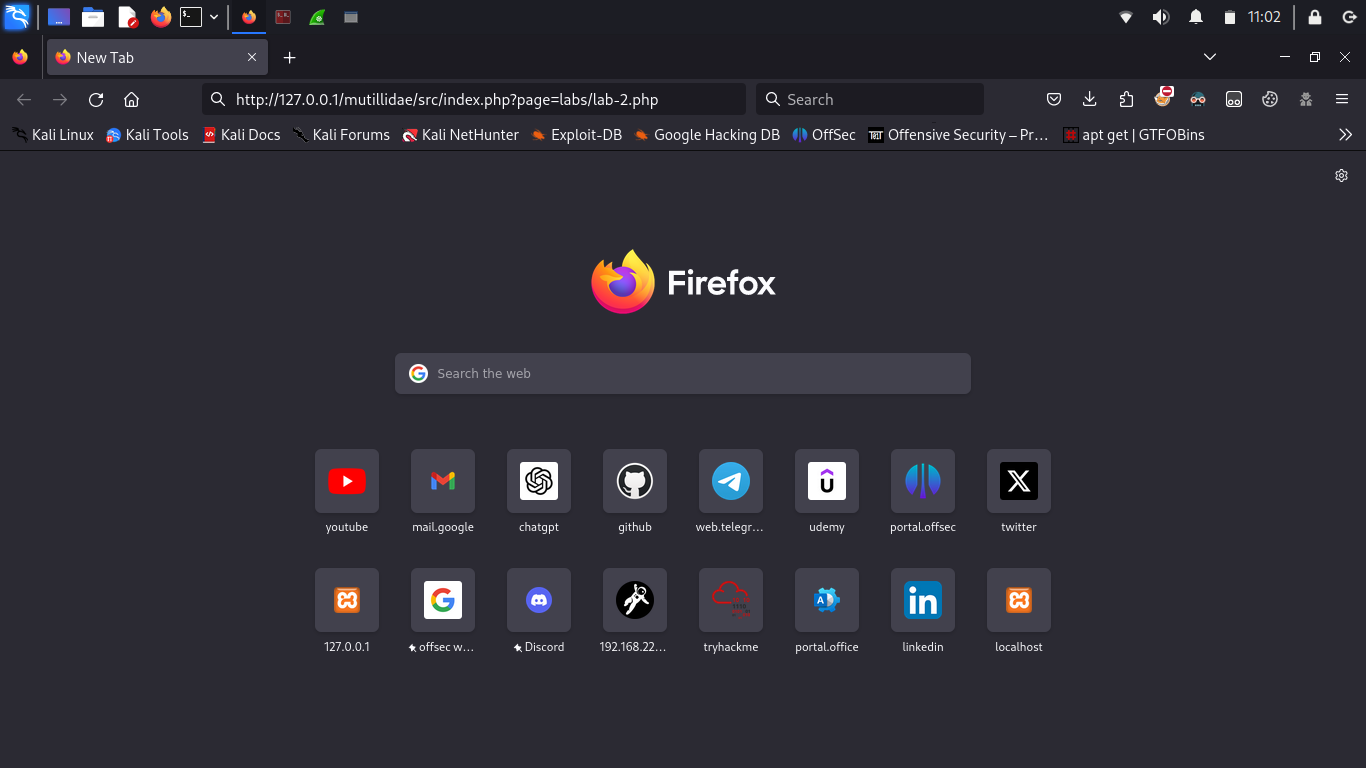 11:02
New Tab
http://127.0.0.1/mutillidae/src/index.php?page=labs/lab-2.php
Search
Kali Linux Kali Tools Kali Docs Kali Forums Kali NetHunter Exploit-DB Google Hacking DB OffSec Offensive Security – Pr… apt get | GTFOBins
Firefox
Search the web
youtube mail.google chatgpt github web.telegr… udemy portal.offsec twitter
127.0.0.1 offsec w… Discord 192.168.22… tryhackme portal.office linkedin localhost